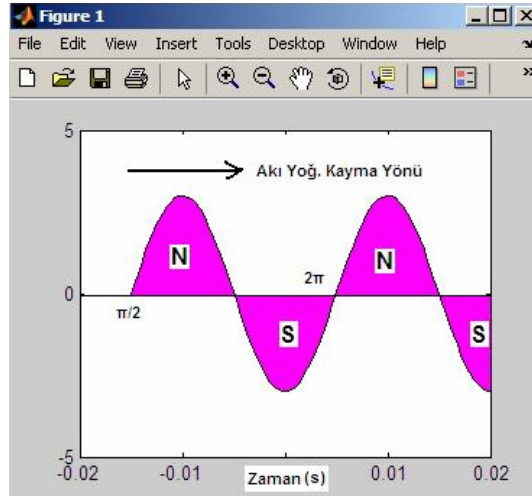 Figure 1
File Edit View Insert Tools Desktop Window Help
5
Akı Yoğ. Kayma Yönü
N N
2π
0
π/2
S S
-5
-0.02 -0.01 Zaman (s) 0.01 0.02